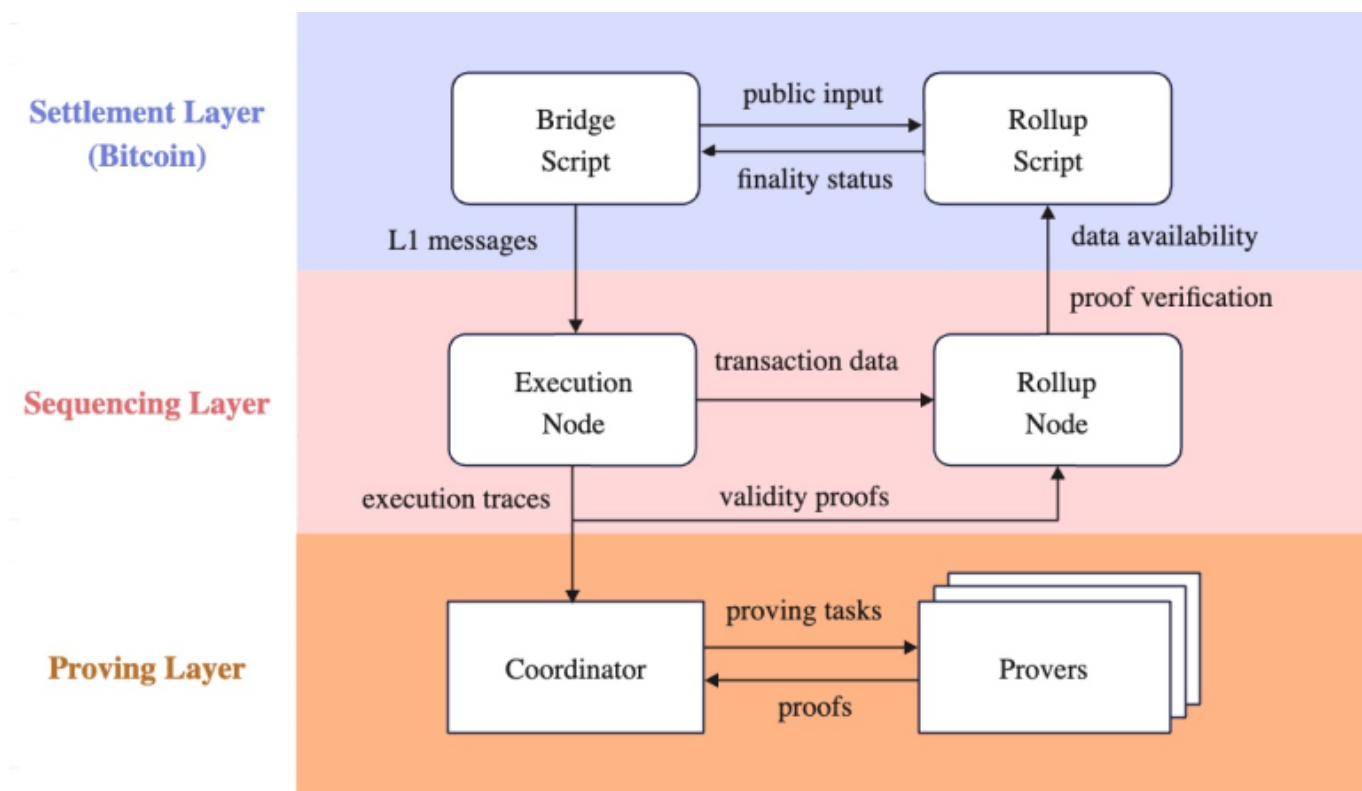 Settlement Layer
(Bitcoin)
Bridge
Script
public input
finality status
Rollup
Script
L1 messages
data availability
proof verification
Sequencing Layer
Execution
Node
transaction data
Rollup
Node
execution traces
validity proofs
Proving Layer
Coordinator
proving tasks
proofs
Provers